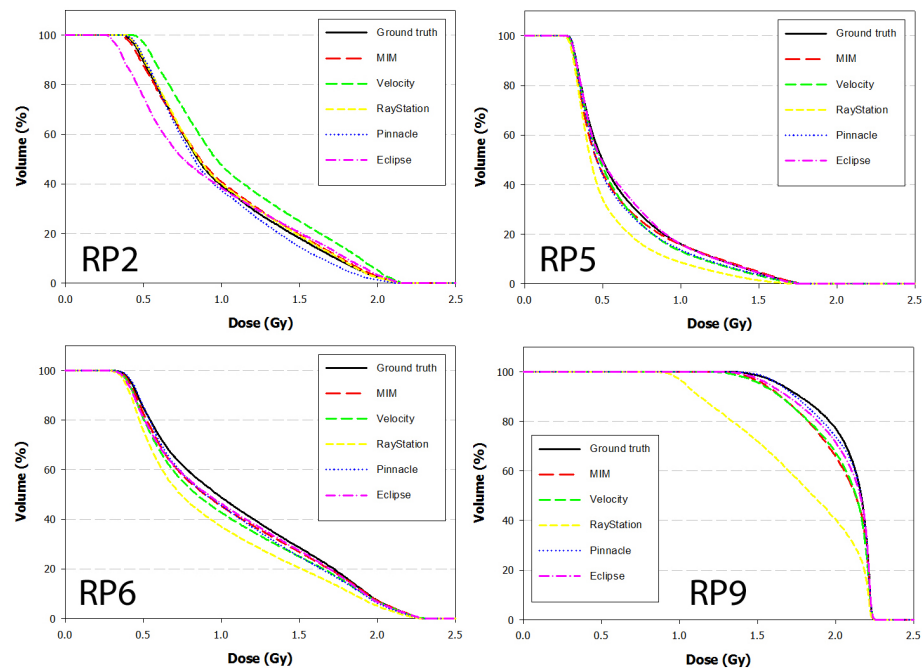 100
80
60
40
20
0
Volume (%)
Ground truth
MIM
Velocity
RayStation
Pinnacle
Eclipse
RP2
0.0 0.5 1.0 1.5 2.0 2.5
Dose (Gy)
100
80
60
40
20
0
Volume (%)
Ground truth
MIM
Velocity
RayStation
Pinnacle
Eclipse
RP5
0.0 0.5 1.0 1.5 2.0 2.5
Dose (Gy)
100
80
60
40
20
0
Volume (%)
Ground truth
MIM
Velocity
RayStation
Pinnacle
Eclipse
RP6
0.0 0.5 1.0 1.5 2.0 2.5
Dose (Gy)
100
80
60
40
20
0
Volume (%)
Ground truth
MIM
Velocity
RayStation
Pinnacle
Eclipse
RP9
0.0 0.5 1.0 1.5 2.0 2.5
Dose (Gy)